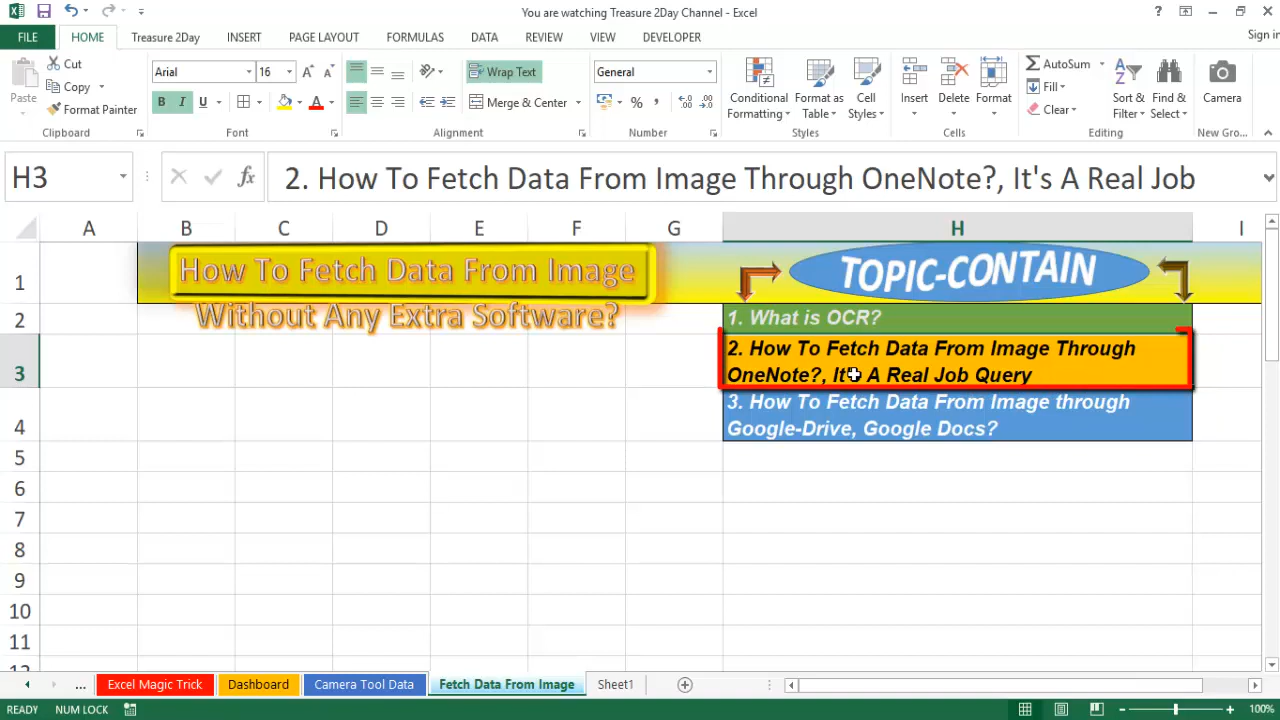 You are watching Treasure 2Day Channel - Excel
Sign in
FILE HOME Treasure 2Day INSERT PAGE LAYOUT FORMULAS DATA REVIEW VIEW DEVELOPER
Paste
Cut
Copy
Format Painter
Clipboard
Arial 16
B I U
Font
Wrap Text
Merge & Center
Alignment
General
%
Number
Conditional Formatting
Format as Table
Cell Styles
Styles
Insert
Delete
Format
Cells
AutoSum
Fill
Clear
Sort & Filter
Find & Select
Editing
Camera
New Gro...
H3
fx
2. How To Fetch Data From Image Through OneNote?, It's A Real Job
A B C D E F G H I
1
How To Fetch Data From Image
Without Any Extra Software?
TOPIC-CONTAIN
2
1. What is OCR?
3
2. How To Fetch Data From Image Through
OneNote?, It's A Real Job Query
4
3. How To Fetch Data From Image through
Google-Drive, Google Docs?
5
6
7
8
9
10
11
12
... Excel Magic Trick Dashboard Camera Tool Data Fetch Data From Image Sheet1
READY NUM LOCK 100%